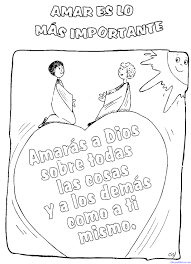 AMAR ES LO
MÁS IMPORTANTE
Amarás a Dios
sobre todas
las cosas
y a los demás
como a ti
mismo.